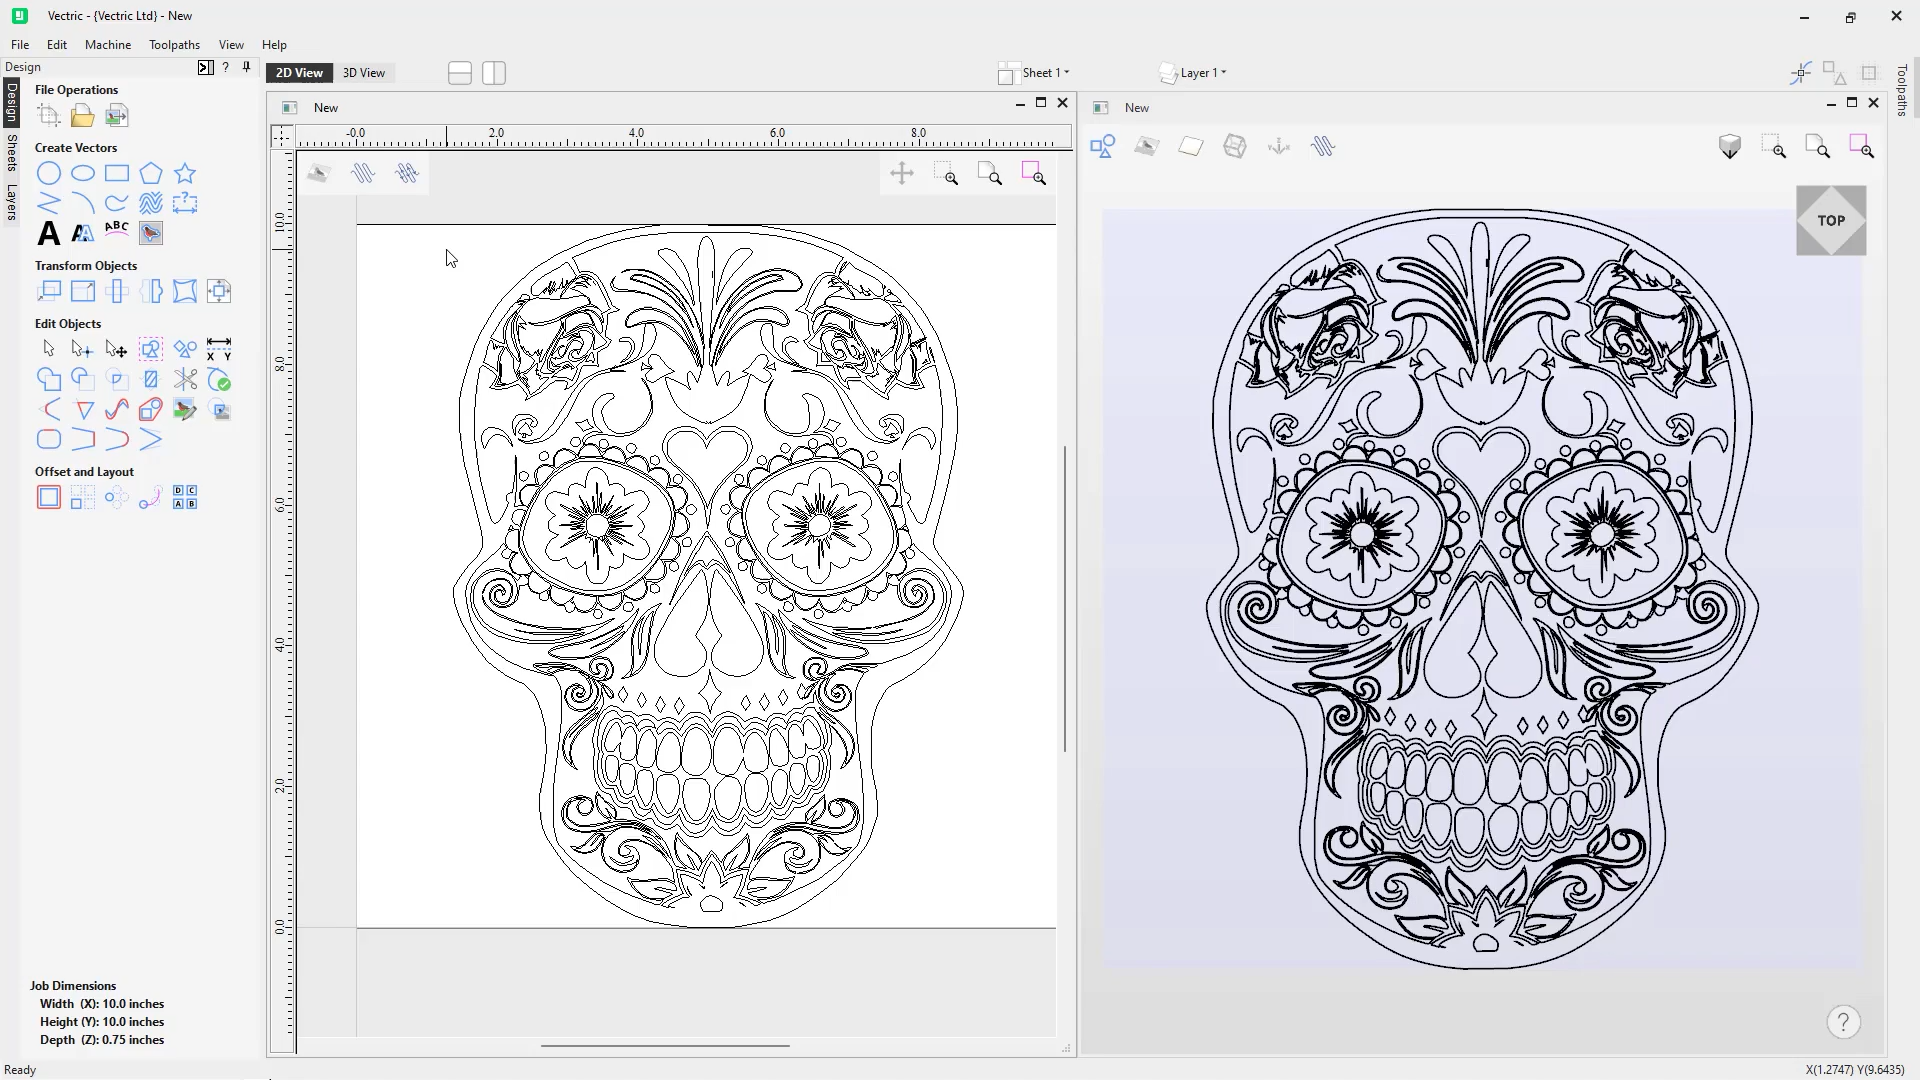 Vectric - {Vectric Ltd} - New
File Edit Machine Toolpaths View Help
Design
?
2D View 3D View
Sheet 1
Layer 1
Toolpaths
Design
Sheets
Layers
File Operations
Create Vectors
A
ABC
Transform Objects
Edit Objects
X Y
Offset and Layout
D C
A B
Job Dimensions
Width (X): 10.0 inches
Height (Y): 10.0 inches
Depth (Z): 0.75 inches
New
-0.0 2.0 4.0 6.0 8.0
10.0
8.0
6.0
4.0
2.0
0.0
New
TOP
?
Ready
X(1.2747) Y(9.6435)